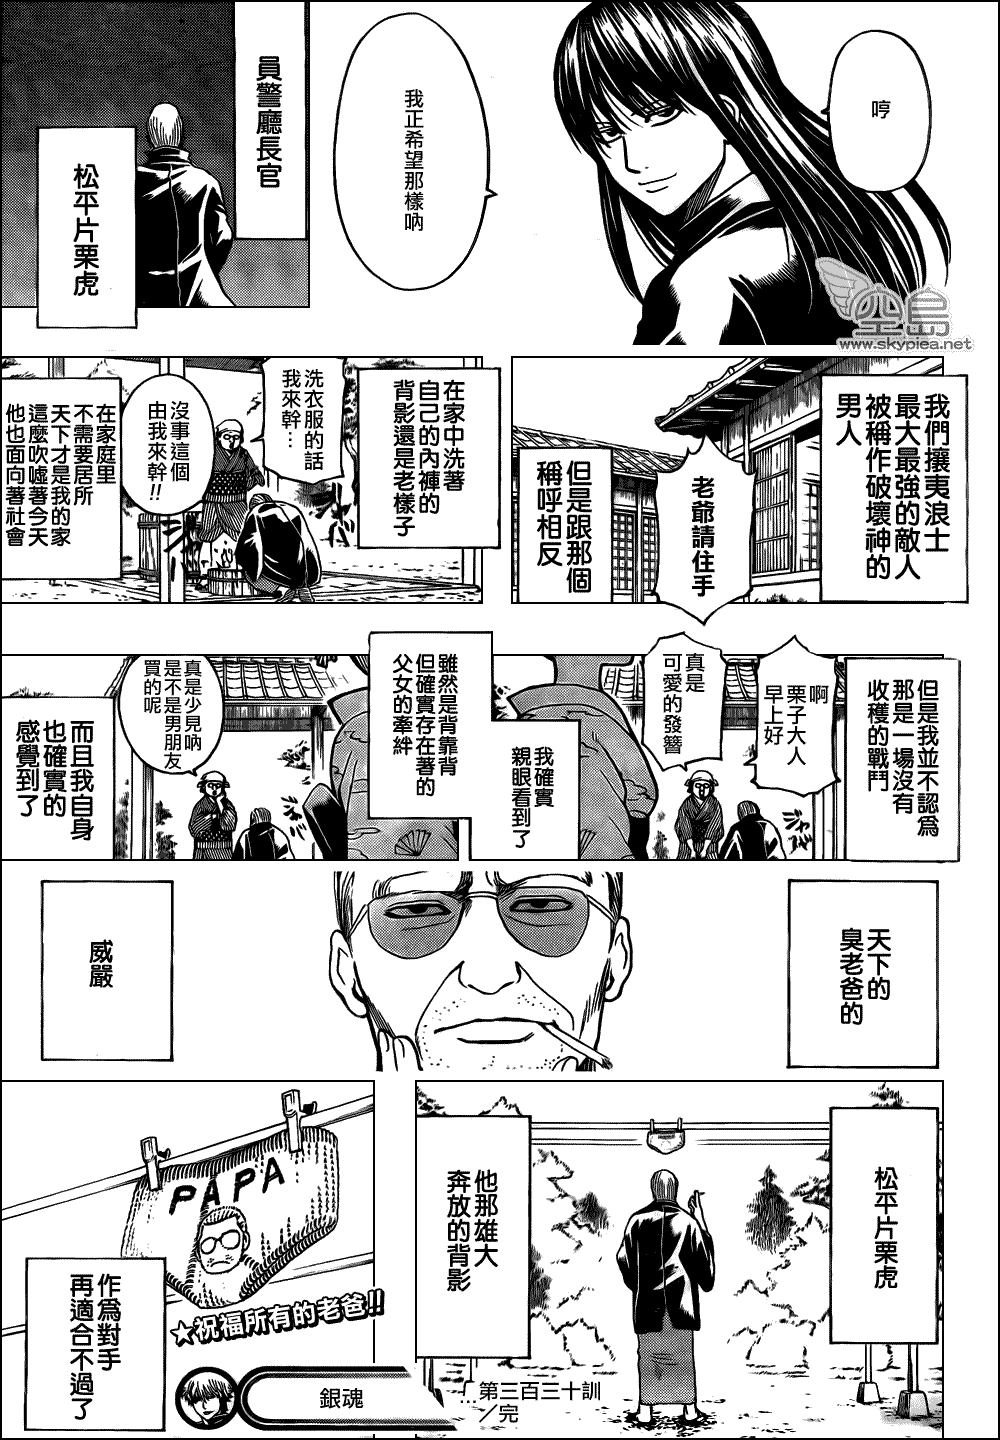 哼
我正希望那樣吶
員警廳長官
松平片栗虎
空島
www.skypiea.net
我們攘夷浪士
最大最強的敵人
被稱作破壞神的
男人
老爺請住手
但是跟那個
稱呼相反
在家中洗著
自己的內褲的
背影還是老樣子
洗衣服的話
我來幹…
沒事這個
由我來幹!!
在家庭里
不需要居所
天下才是我的家
這麼吹噓著今天
他也面向著社會
但是我並不認為
那是一場沒有
收穫的戰鬥
啊
栗子大人
早上好
真是
可愛的發簪
我確實
親眼看到了
雖然是背靠背
但確實存在著的
父女的牽絆
真是少見吶
是不是男朋友
買的呢
而且我自身
也確實的
感覺到了
天下的
臭老爸的
威嚴
松平片栗虎
他那雄大
奔放的背影
PAPA
作為對手
再適合不過了
★祝福所有的老爸!!
銀魂
「第三百三十訓
…／完